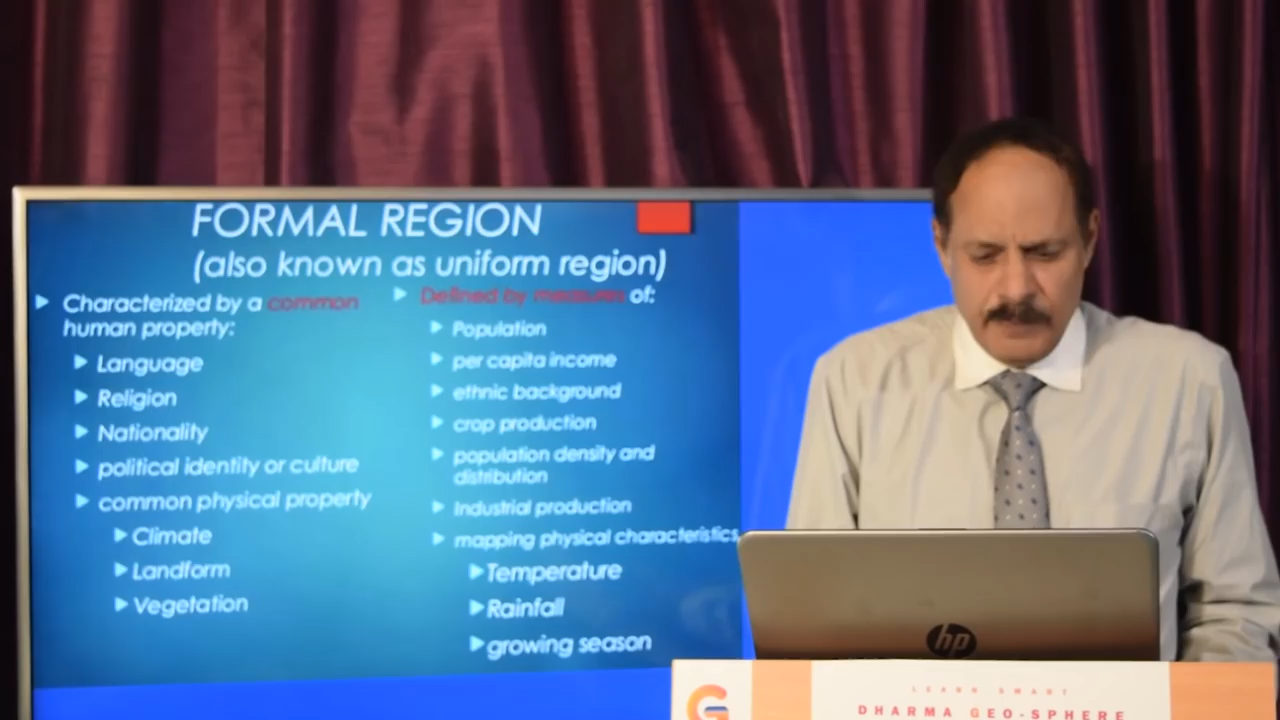 FORMAL REGION
(also known as uniform region)
Characterized by a common
human property:
Language
Religion
Nationality
political identity or culture
common physical property
Climate
Landform
Vegetation
Defined by measures of:
Population
per capita income
ethnic background
crop production
population density and
distribution
Industrial production
mapping physical characteristics
Temperature
Rainfall
growing season
hp
LEARN SMART
DHARMA GEO-SPHERE